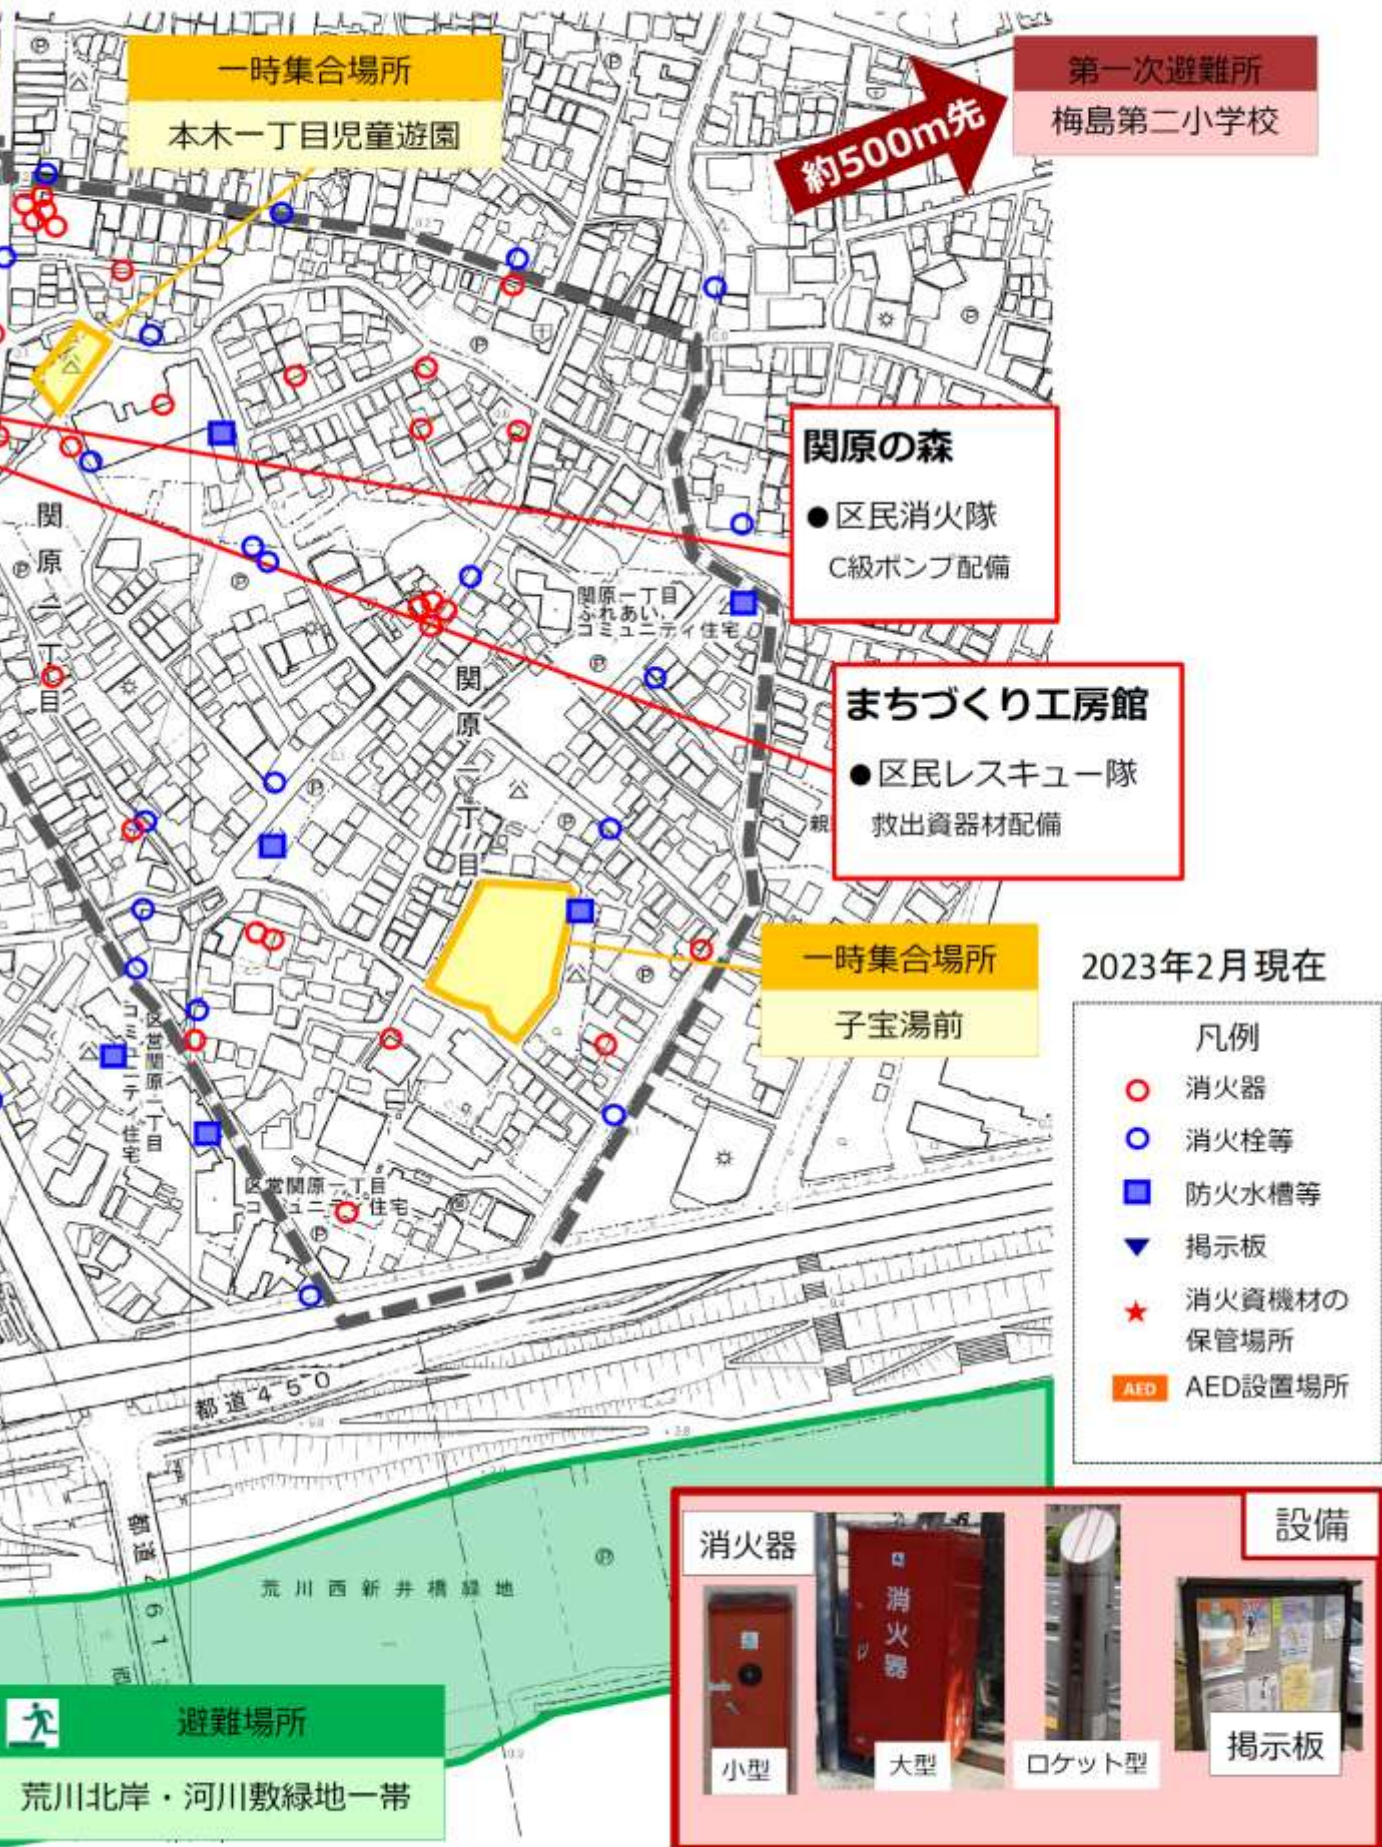 一時集合場所
本木一丁目児童遊園
約500m先
第一次避難所
梅島第二小学校
関原の森
●区民消火隊
C級ポンプ配備
関原二丁目
関原一丁目
ふれあい
コミュニティ住宅
関原一丁目
まちづくり工房館
●区民レスキュー隊
救出資器材配備
親
一時集合場所
子宝湯前
2023年2月現在
凡例
消火器
消火栓等
防火水槽等
掲示板
消火資機材の
保管場所
AED
AED設置場所
区営関原一丁目
コミュニティ住宅
区営関原一丁目
コミュニティ住宅
都道450
荒川西新井橋緑地
避難場所
荒川北岸・河川敷緑地一帯
設備
消火器
消火器
小型
大型
ロケット型
掲示板